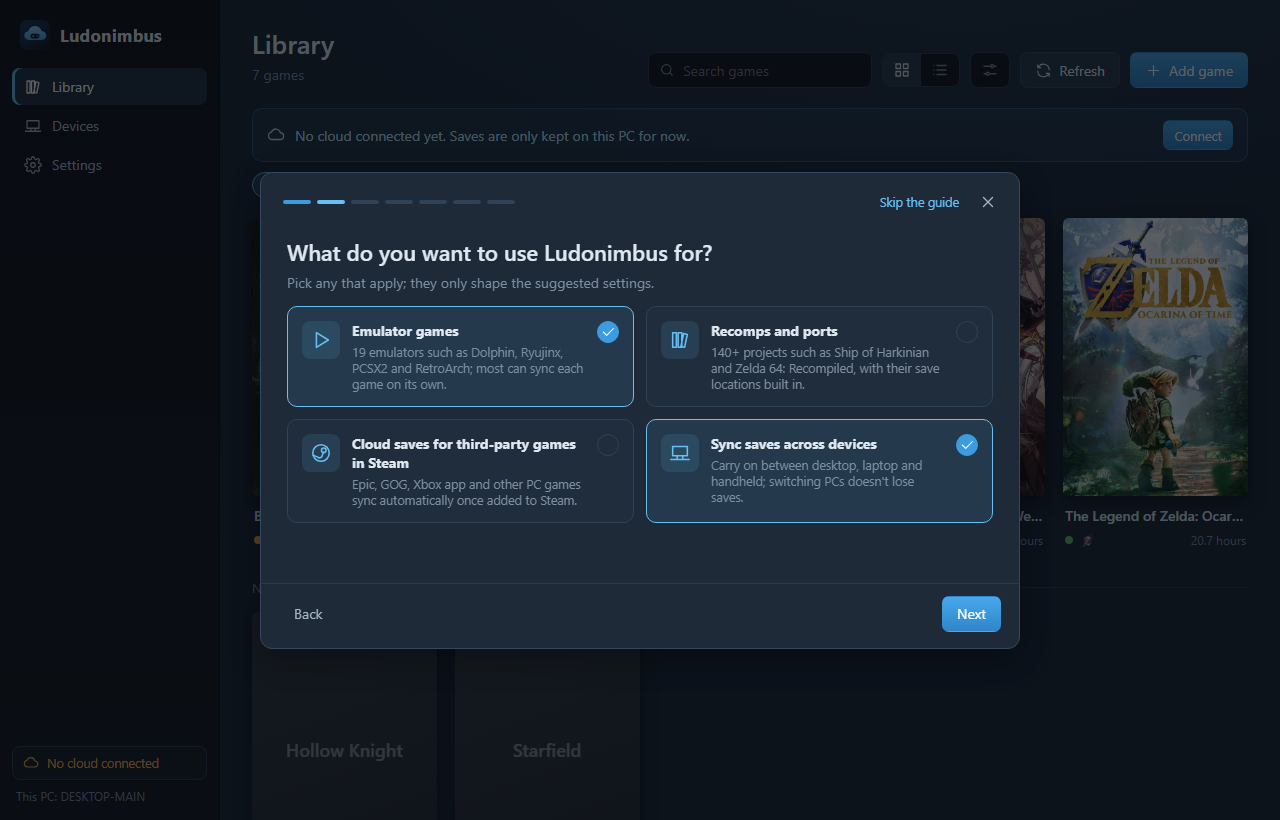 Ludonimbus
Library
Devices
Settings
No cloud connected
This PC: DESKTOP-MAIN
Library
7 games
Search games
Refresh
Add game
No cloud connected yet. Saves are only kept on this PC for now.
Connect
Skip the guide
What do you want to use Ludonimbus for?
Pick any that apply; they only shape the suggested settings.
Emulator games
19 emulators such as Dolphin, Ryujinx,
PCSX2 and RetroArch; most can sync each
game on its own.
Recomps and ports
140+ projects such as Ship of Harkinian
and Zelda 64: Recompiled, with their save
locations built in.
Cloud saves for third-party games
in Steam
Epic, GOG, Xbox app and other PC games
sync automatically once added to Steam.
Sync saves across devices
Carry on between desktop, laptop and
handheld; switching PCs doesn't lose
saves.
Back
Next
THE LEGEND OF
ZELDA
OCARINA OF TIME
The Legend of Zelda: Ocar...
20.7 hours
Hollow Knight
Starfield